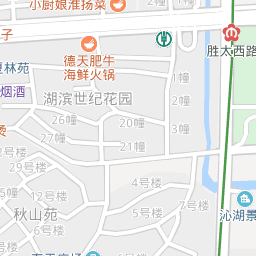 小厨娘淮扬菜
子
德天肥牛
海鲜火锅
胜太西路
夏林苑
烟酒
湖滨世纪花园
1幢
2幢
3幢
26幢
20幢
27幢
21幢
29号楼
12号楼
4号楼
7号楼
5号楼
秋山苑
沁湖景